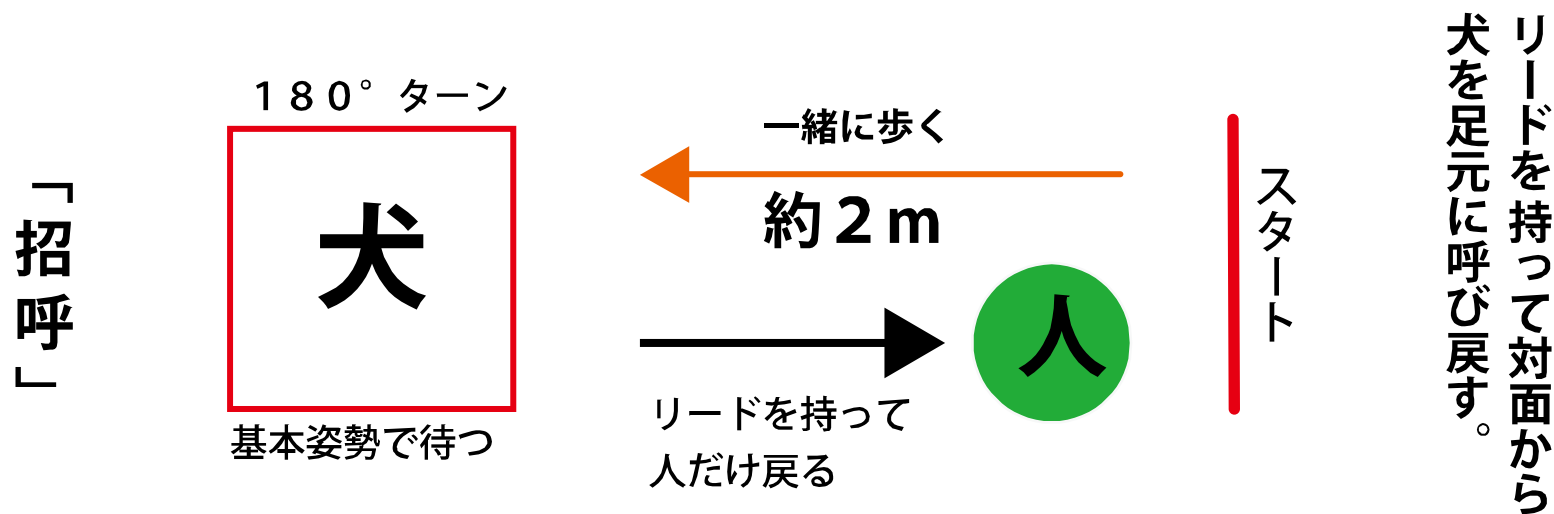 リードを持って対面から
犬を足元に呼び戻す。
スタート
一緒に歩く
約２ｍ
人
リードを持って
人だけ戻る
１８０°ターン
犬
基本姿勢で待つ
「招呼」